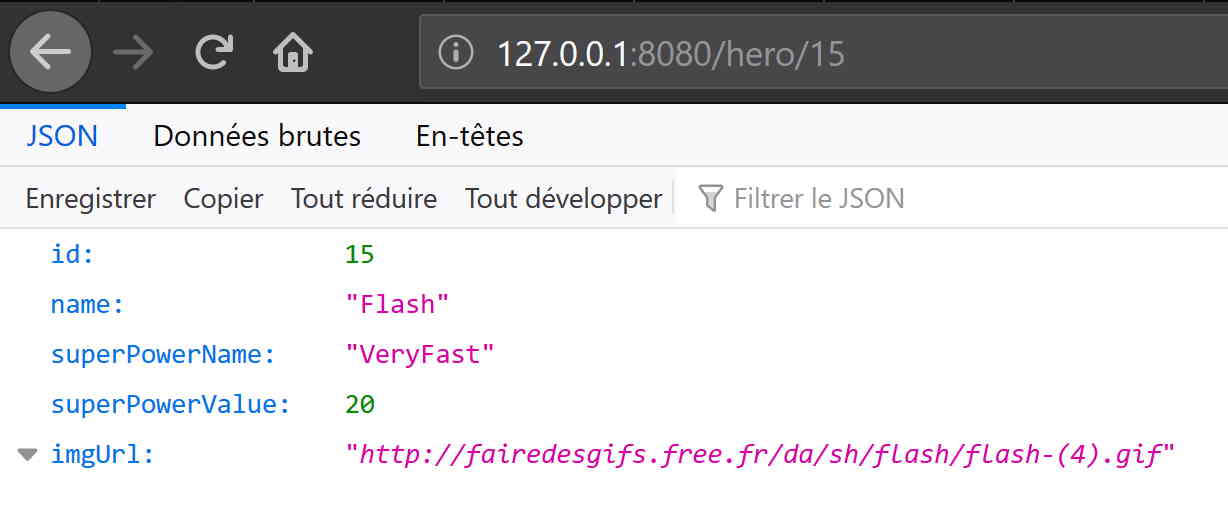 127.0.0.1:8080/hero/15
JSON Données brutes En-têtes
Enregistrer Copier Tout réduire Tout développer Filtrer le JSON
id: 15
name: "Flash"
superPowerName: "VeryFast"
superPowerValue: 20
imgUrl: "http://fairedesgifs.free.fr/da/sh/flash/flash-(4).gif"